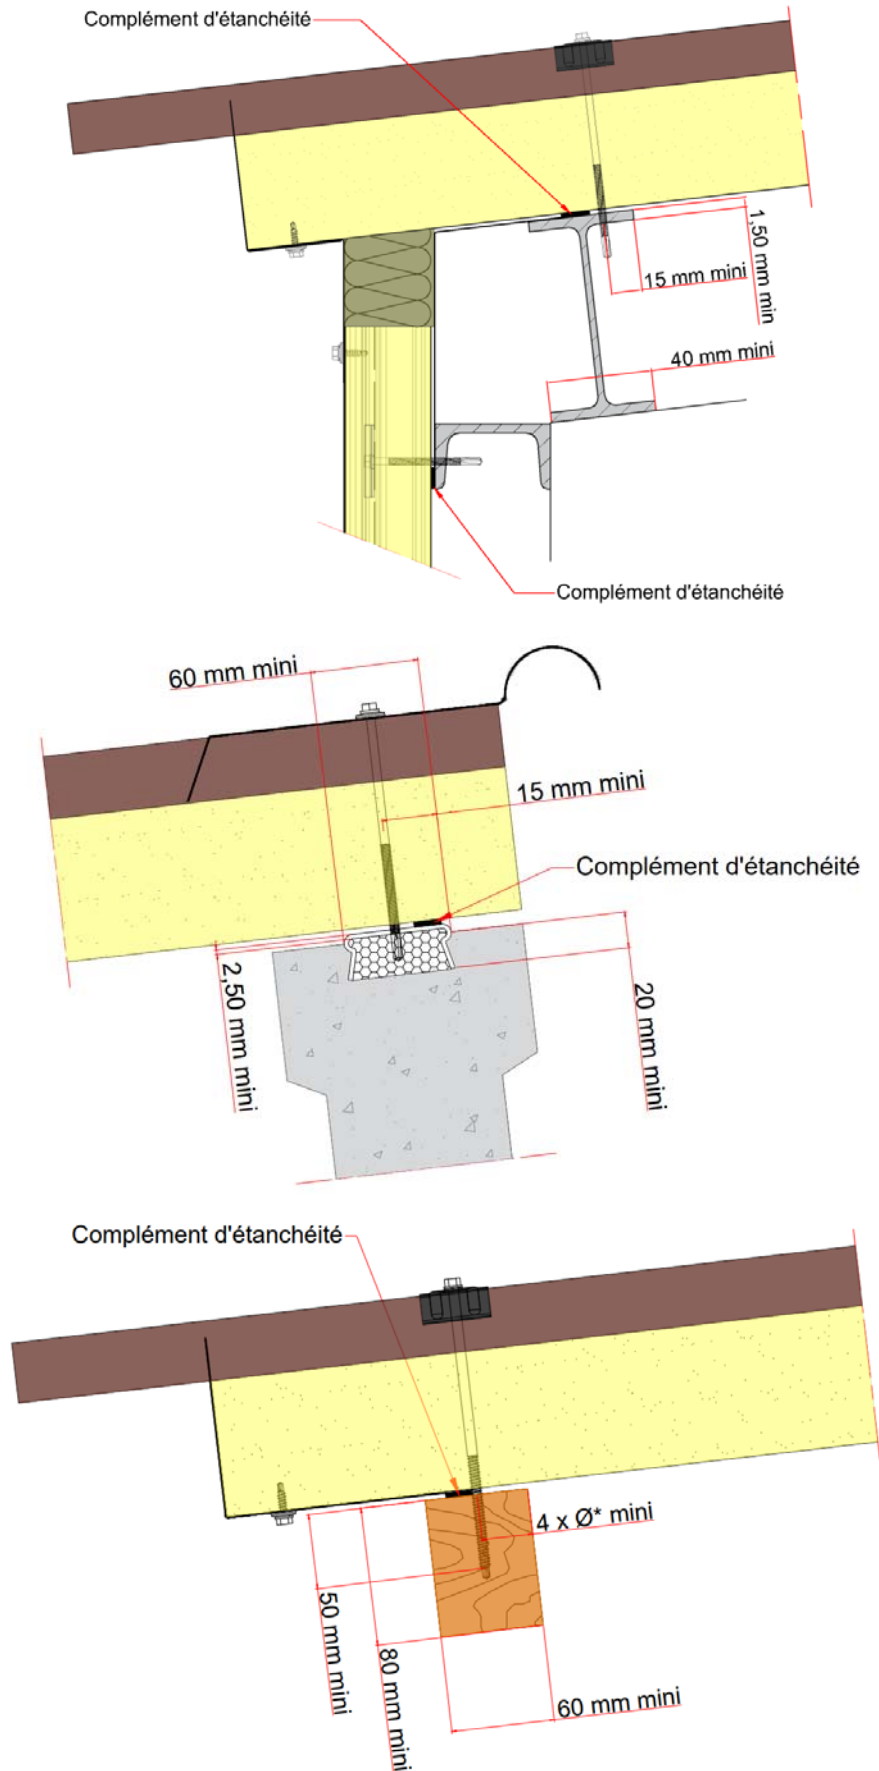 Complément d'étanchéité
1,50 mm min
15 mm mini
40 mm mini
Complément d'étanchéité
60 mm mini
15 mm mini
Complément d'étanchéité
2,50 mm mini
20 mm mini
Complément d'étanchéité
4 x Ø* mini
50 mm mini
80 mm mini
60 mm mini